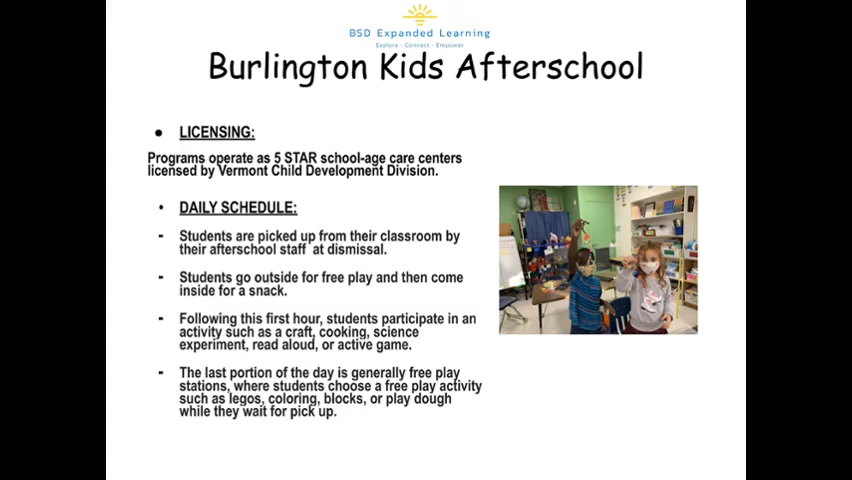 BSD Expanded Learning
Explore - Connect - Empower
Burlington Kids Afterschool
● LICENSING:
Programs operate as 5 STAR school-age care centers
licensed by Vermont Child Development Division.
• DAILY SCHEDULE:
- Students are picked up from their classroom by
their afterschool staff at dismissal.
- Students go outside for free play and then come
inside for a snack.
- Following this first hour, students participate in an
activity such as a craft, cooking, science
experiment, read aloud, or active game.
- The last portion of the day is generally free play
stations, where students choose a free play activity
such as legos, coloring, blocks, or play dough
while they wait for pick up.